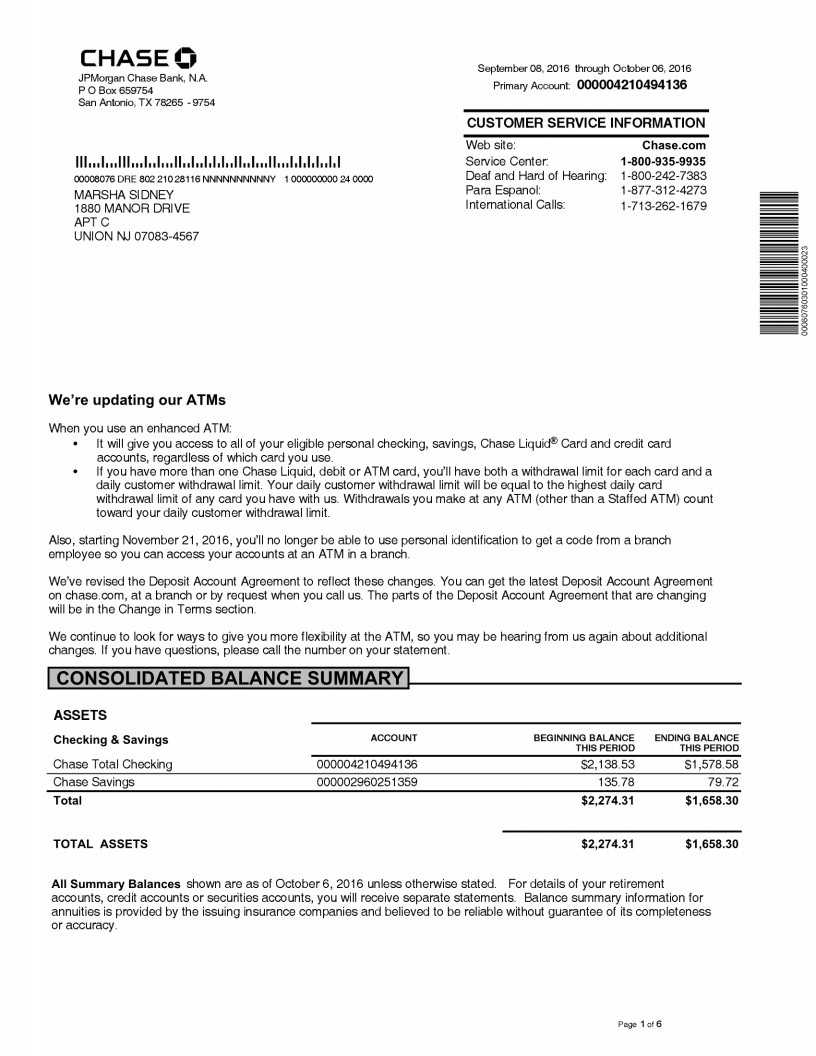 CHASE
JPMorgan Chase Bank, N.A.
P O Box 659754
San Antonio, TX 78265 - 9754
September 08, 2016 through October 06, 2016
Primary Account: 000004210494136
CUSTOMER SERVICE INFORMATION
Web site: Chase.com
Service Center: 1-800-935-9935
Deaf and Hard of Hearing: 1-800-242-7383
Para Espanol: 1-877-312-4273
International Calls: 1-713-262-1679
00008076 DRE 802 210 28116 NNNNNNNNNNY 1 000000000 24 0000
MARSHA SIDNEY
1880 MANOR DRIVE
APT C
UNION NJ 07083-4567
00080760301000400023
We're updating our ATMs
When you use an enhanced ATM:
• It will give you access to all of your eligible personal checking, savings, Chase Liquid® Card and credit card
accounts, regardless of which card you use.
• If you have more than one Chase Liquid, debit or ATM card, you'll have both a withdrawal limit for each card and a
daily customer withdrawal limit. Your daily customer withdrawal limit will be equal to the highest daily card
withdrawal limit of any card you have with us. Withdrawals you make at any ATM (other than a Staffed ATM) count
toward your daily customer withdrawal limit.
Also, starting November 21, 2016, you'll no longer be able to use personal identification to get a code from a branch
employee so you can access your accounts at an ATM in a branch.
We've revised the Deposit Account Agreement to reflect these changes. You can get the latest Deposit Account Agreement
on chase.com, at a branch or by request when you call us. The parts of the Deposit Account Agreement that are changing
will be in the Change in Terms section.
We continue to look for ways to give you more flexibility at the ATM, so you may be hearing from us again about additional
changes. If you have questions, please call the number on your statement.
CONSOLIDATED BALANCE SUMMARY
ASSETS
Checking & Savings ACCOUNT BEGINNING BALANCE ENDING BALANCE
THIS PERIOD THIS PERIOD
Chase Total Checking 000004210494136 $2,138.53 $1,578.58
Chase Savings 000002960251359 135.78 79.72
Total $2,274.31 $1,658.30
TOTAL ASSETS $2,274.31 $1,658.30
All Summary Balances shown are as of October 6, 2016 unless otherwise stated. For details of your retirement
accounts, credit accounts or securities accounts, you will receive separate statements. Balance summary information for
annuities is provided by the issuing insurance companies and believed to be reliable without guarantee of its completeness
or accuracy.
Page 1 of 6